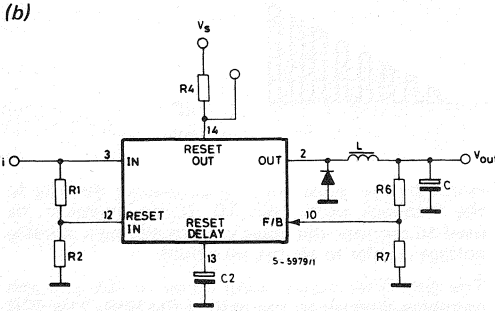 (b)
Vs
R4
14
RESET
OUT
i
3
IN
OUT
2
L
Vout
R1
R6
C
12
RESET
IN
RESET
DELAY
F/B
10
R2
13
R7
C2
S-5979/1